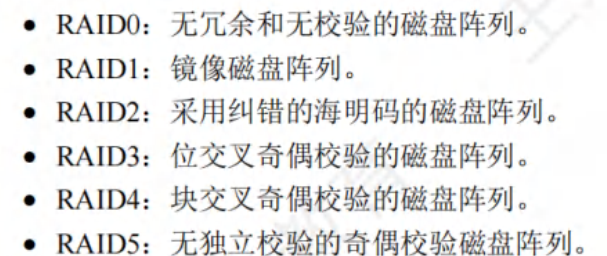 • RAID0：无冗余和无校验的磁盘阵列。
• RAID1：镜像磁盘阵列。
• RAID2：采用纠错的海明码的磁盘阵列。
• RAID3：位交叉奇偶校验的磁盘阵列。
• RAID4：块交叉奇偶校验的磁盘阵列。
• RAID5：无独立校验的奇偶校验磁盘阵列。